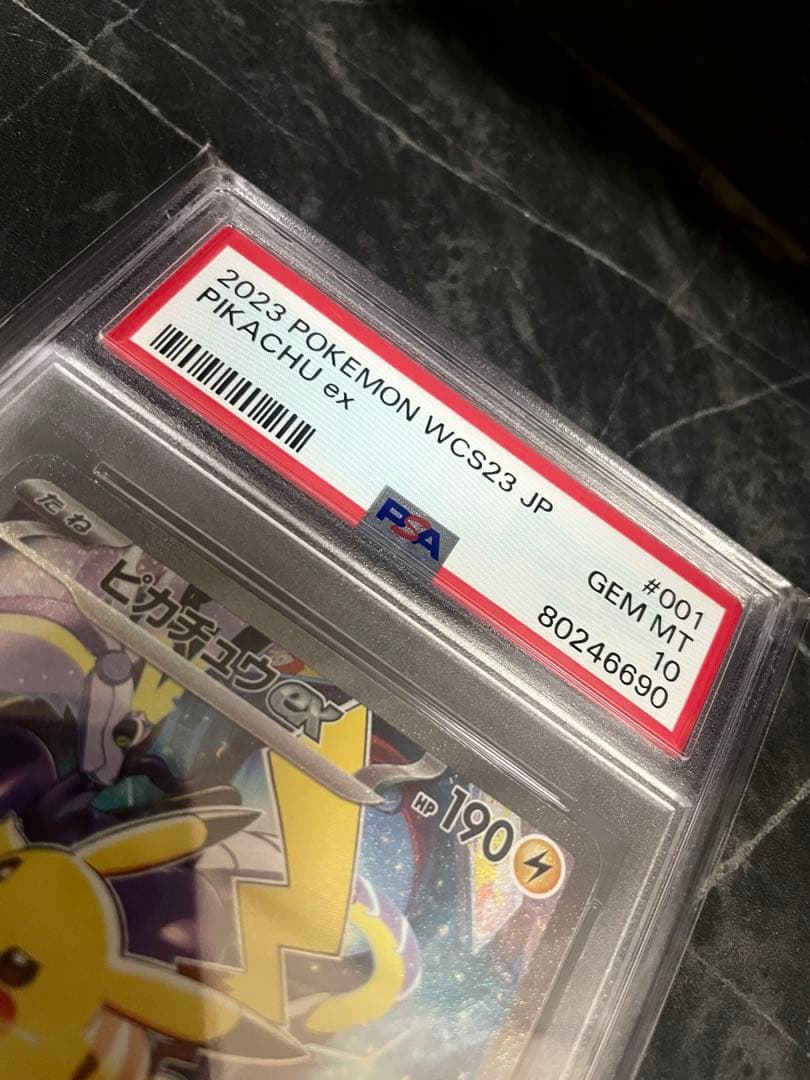 2023 POKEMON WCS23 JP
PIKACHU ex
#001
GEM MT
10
80246690
PSA
たね
ピカチュウex
HP 190